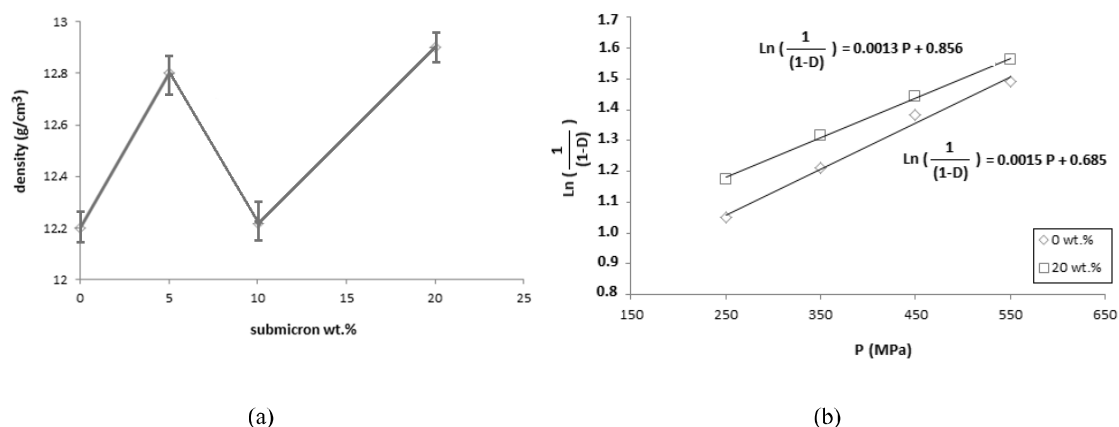 13
12.8
12.6
12.4
12.2
12
0 5 10 15 20 25
density (g/cm³)
submicron wt.%
(a)
1.7
1.6
1.5
1.4
1.3
1.2
1.1
1.0
0.9
0.8
150 250 350 450 550 650
Ln (1/(1-D))
P (MPa)
Ln (1/(1-D)) = 0.0013 P + 0.856
Ln (1/(1-D)) = 0.0015 P + 0.685
0 wt.%
20 wt.%
(b)